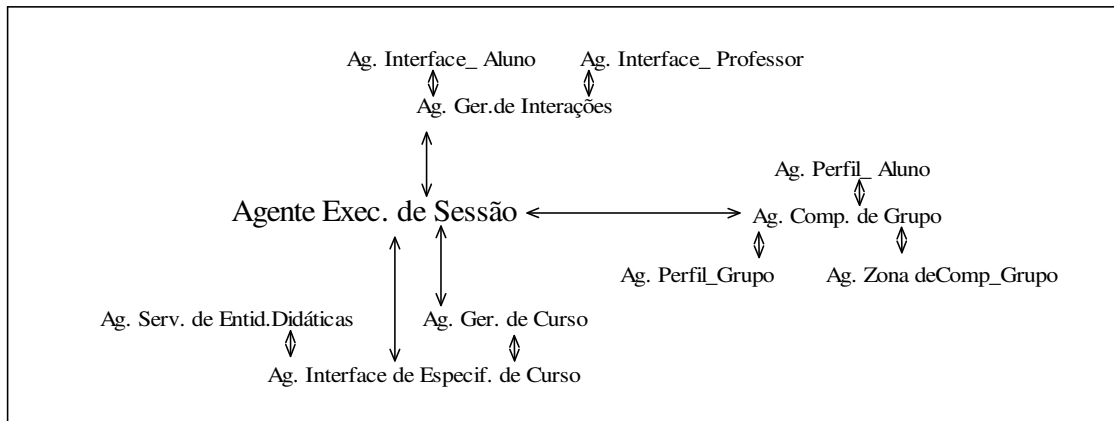 Ag. Interface_ Aluno Ag. Interface_ Professor
Ag. Ger.de Interações
Ag. Perfil_ Aluno
Agente Exec. de Sessão Ag. Comp. de Grupo
Ag. Perfil_Grupo Ag. Zona deComp_Grupo
Ag. Serv. de Entid.Didáticas Ag. Ger. de Curso
Ag. Interface de Especif. de Curso